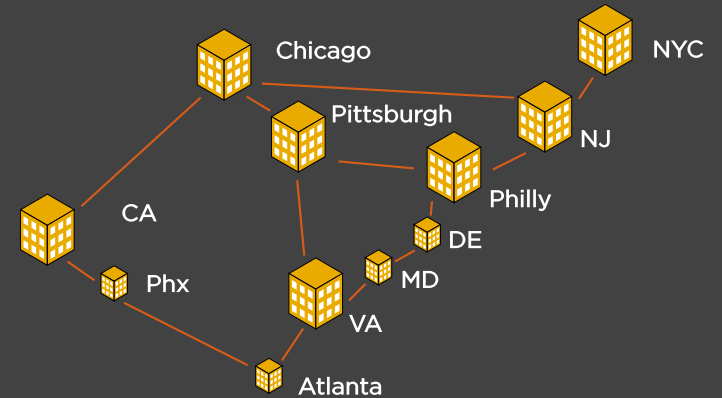 Chicago
NYC
Pittsburgh
NJ
Philly
CA
DE
MD
Phx
VA
Atlanta